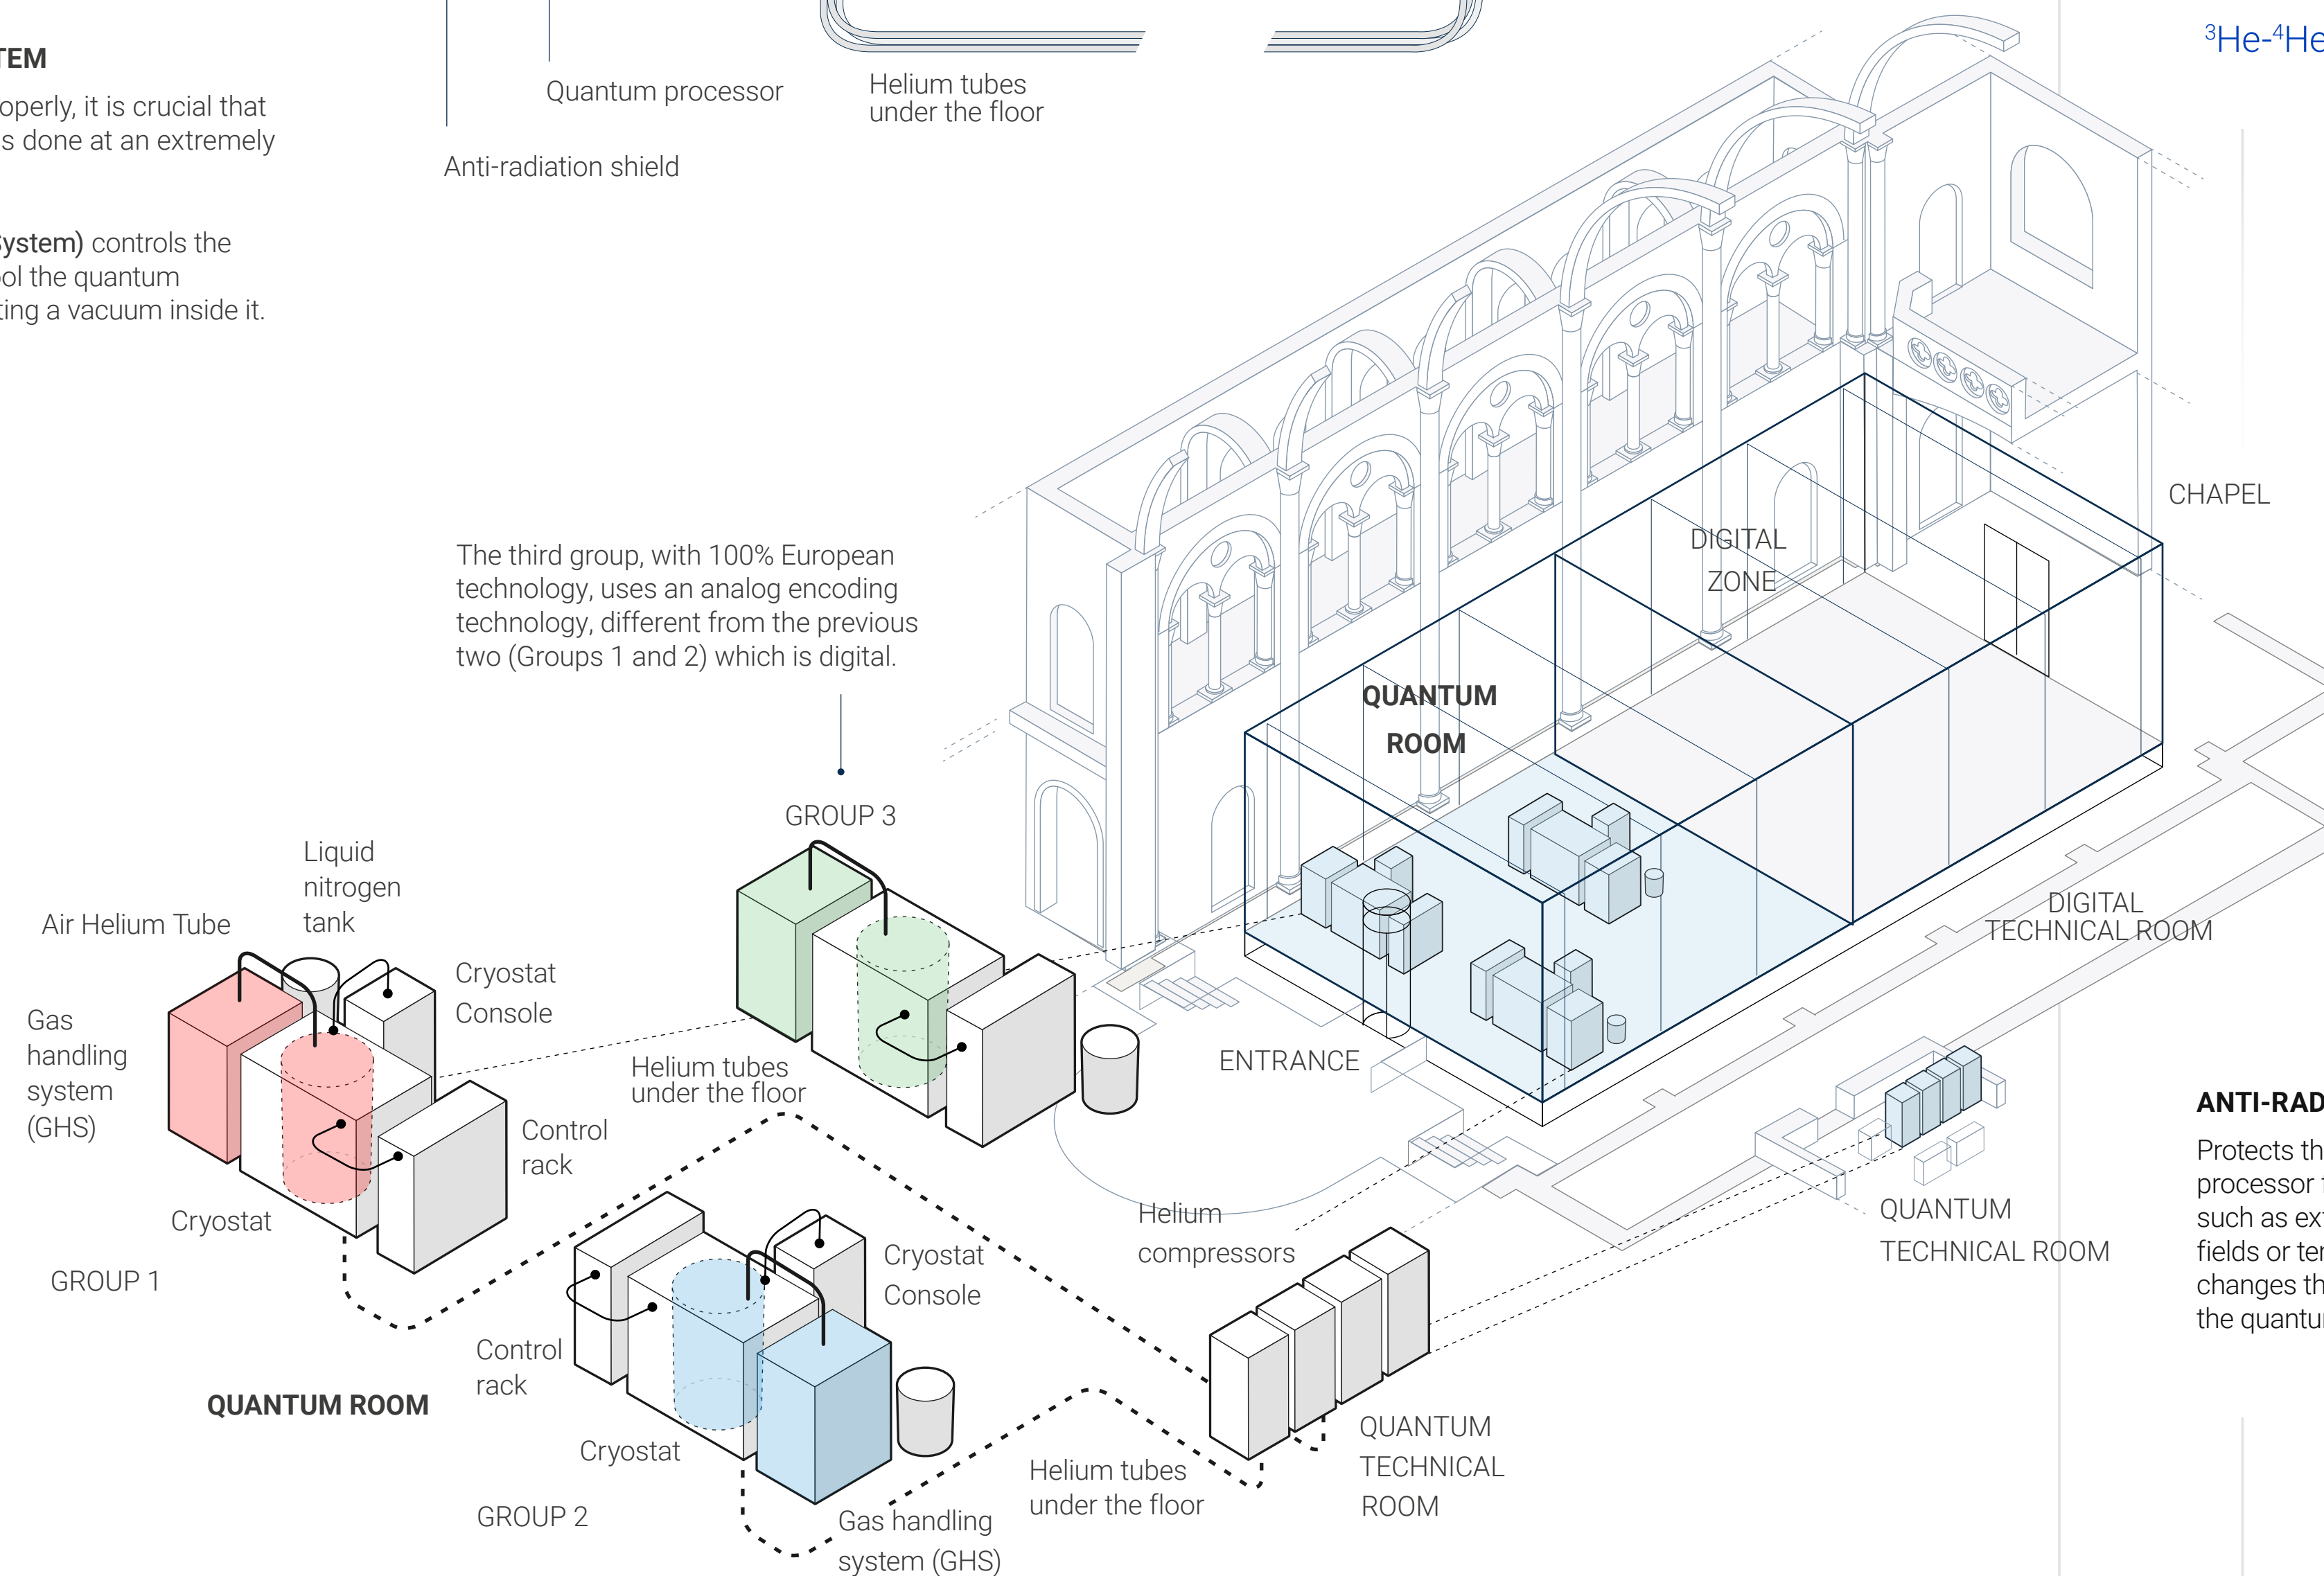 TEM
operly, it is crucial that
s done at an extremely
System) controls the
ol the quantum
ting a vacuum inside it.
Quantum processor
Anti-radiation shield
Helium tubes
under the floor
³He-⁴He
CHAPEL
DIGITAL
ZONE
QUANTUM
ROOM
The third group, with 100% European
technology, uses an analog encoding
technology, different from the previous
two (Groups 1 and 2) which is digital.
GROUP 3
Liquid
nitrogen
tank
Air Helium Tube
Cryostat
Console
Gas
handling
system
(GHS)
Control
rack
Cryostat
GROUP 1
Helium tubes
under the floor
ENTRANCE
DIGITAL
TECHNICAL ROOM
Helium
compressors
QUANTUM
TECHNICAL ROOM
ANTI-RAD
Protects th
processor
such as ex
fields or te
changes th
the quantu
Cryostat
Console
Control
rack
QUANTUM ROOM
Cryostat
GROUP 2
Gas handling
system (GHS)
Helium tubes
under the floor
QUANTUM
TECHNICAL
ROOM